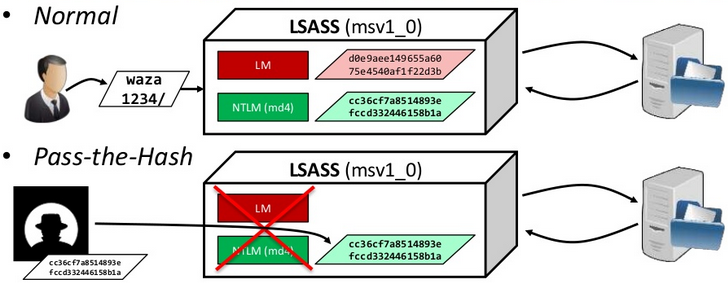 • Normal
LSASS (msv1_0)
waza
1234/
LM
d0e9aee149655a60
75e4540af1f22d3b
NTLM (md4)
cc36cf7a8514893e
fccd332446158b1a
• Pass-the-Hash
LSASS (msv1_0)
LM
NTLM (md4)
cc36cf7a8514893e
fccd332446158b1a
cc36cf7a8514893e
fccd332446158b1a